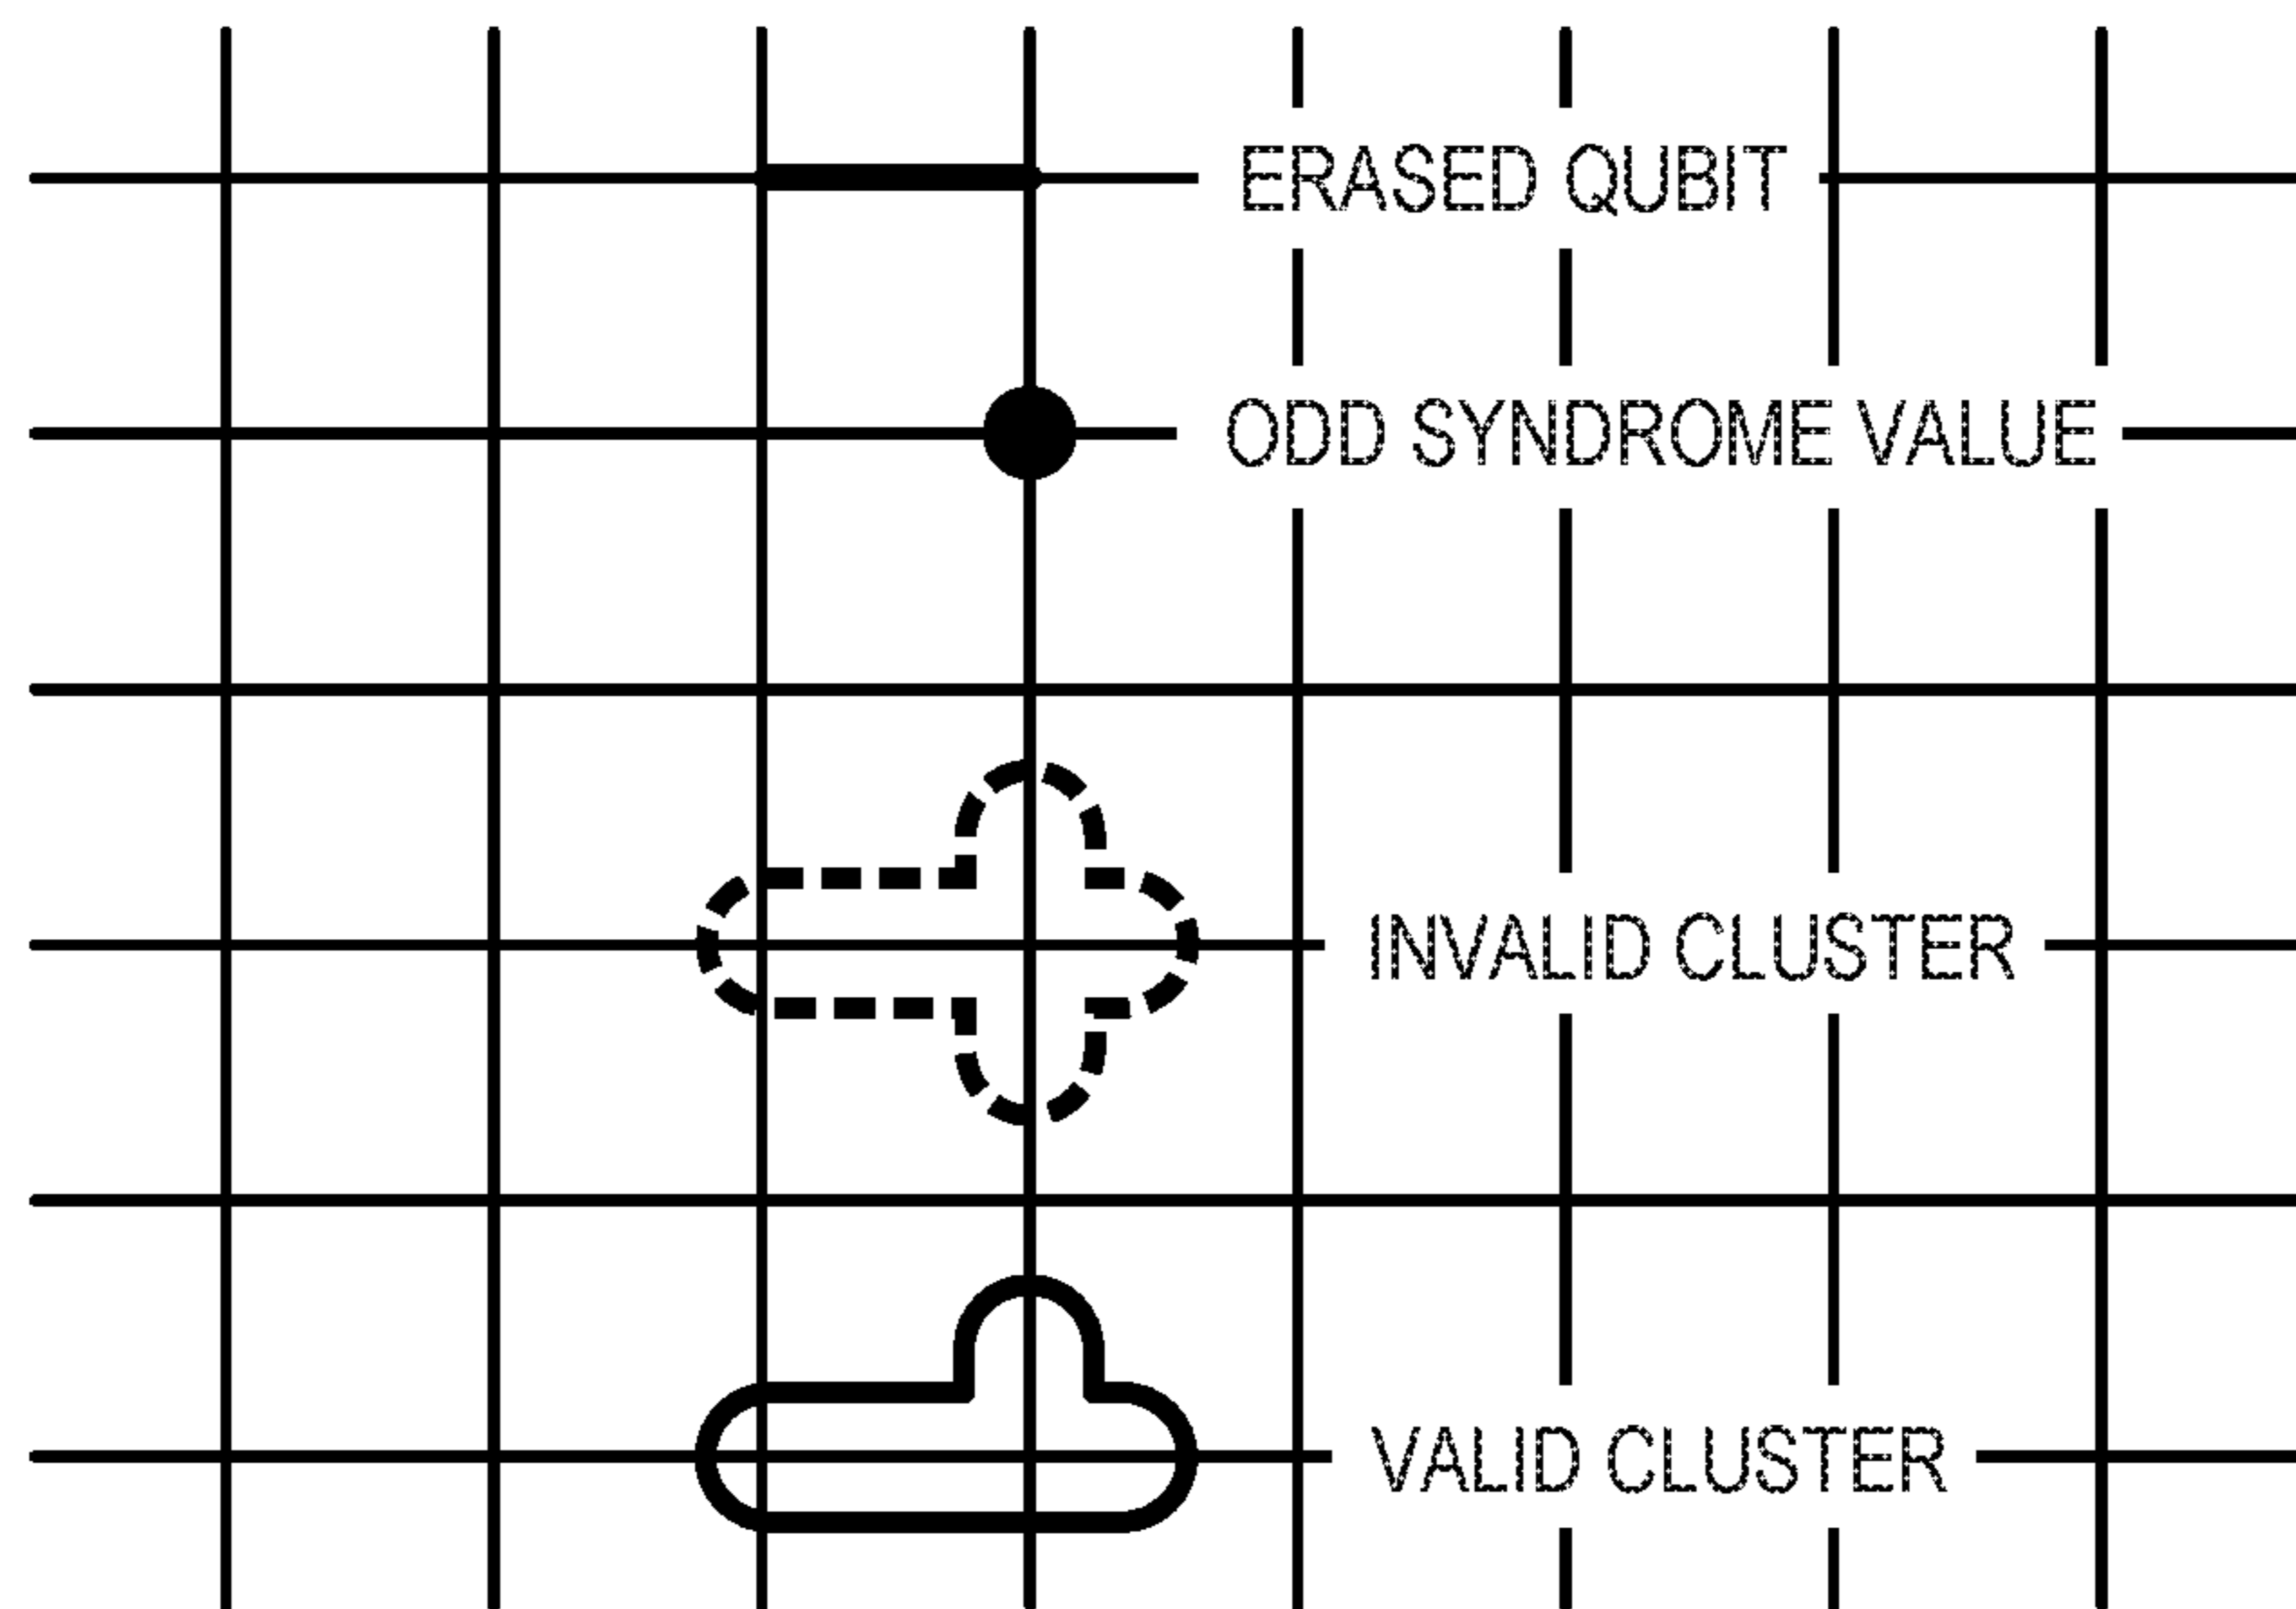 ERASED QUBIT
ODD SYNDROME VALUE
INVALID CLUSTER
VALID CLUSTER